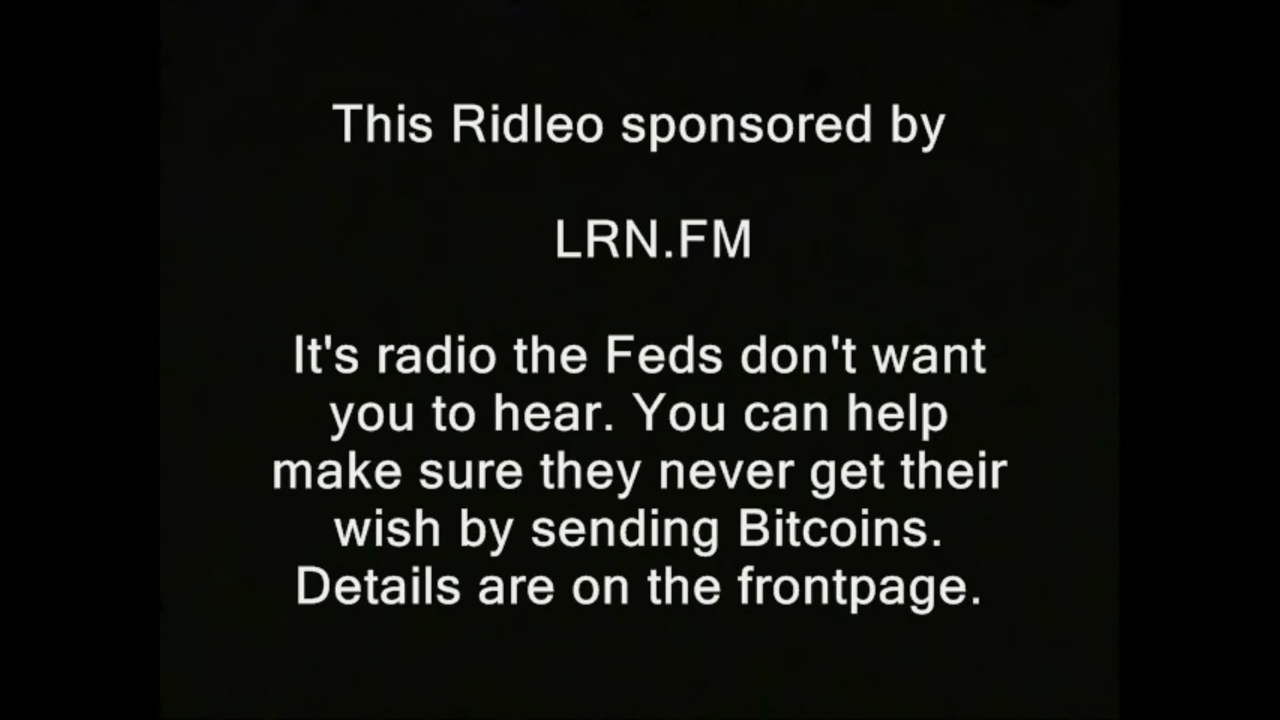 This Ridleo sponsored by
LRN.FM
It's radio the Feds don't want
you to hear. You can help
make sure they never get their
wish by sending Bitcoins.
Details are on the frontpage.